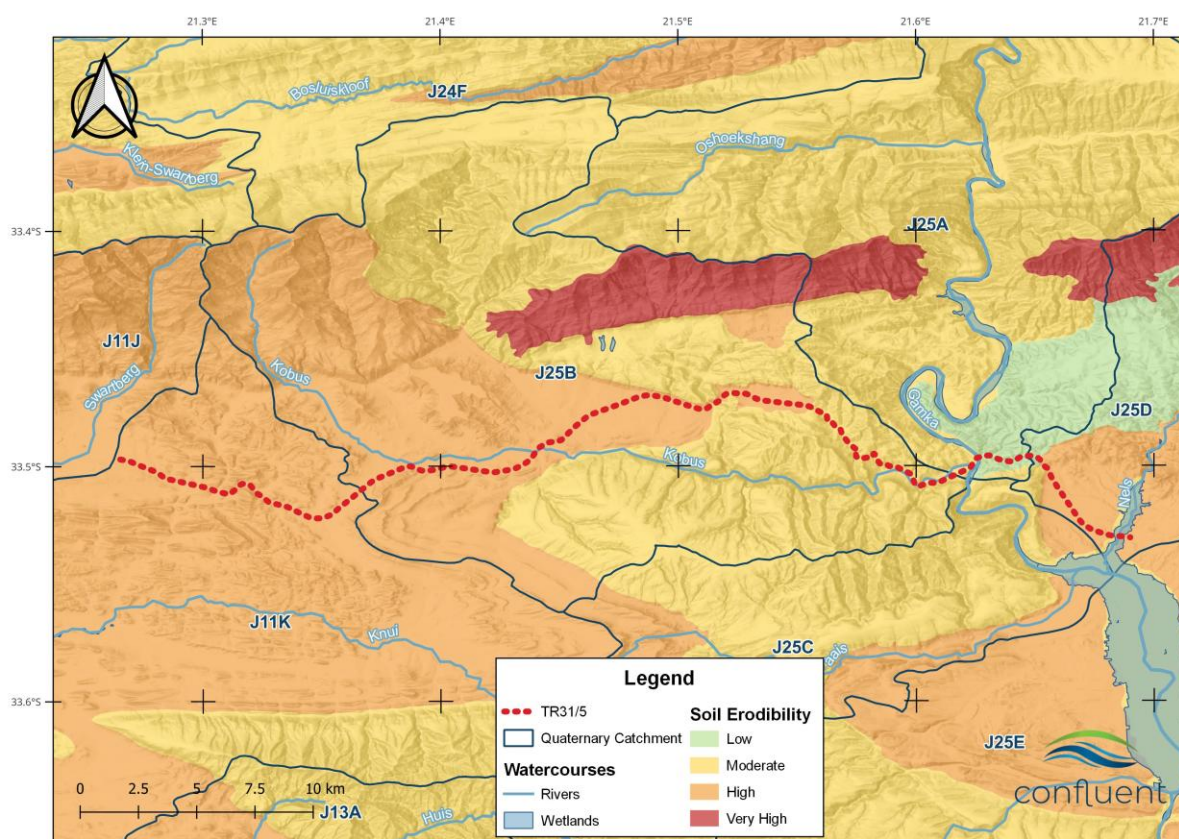 21.3°E
21.4°E
21.5°E
21.6°E
21.7°E
Bosluiskloof
J24F
Oshoekshang
Klein-Swartberg
33.4°S
J25A
J11J
Swartberg
Kobus
J25B
Gamka
J25D
33.5°S
Kobus
Nels
J11K
Knui
J25C
33.6°S
J25E
J13A
Huis
0 2.5 5 7.5 10 km
Legend
TR31/5
Quaternary Catchment
Watercourses
Rivers
Wetlands
Soil Erodibility
Low
Moderate
High
Very High
confluent